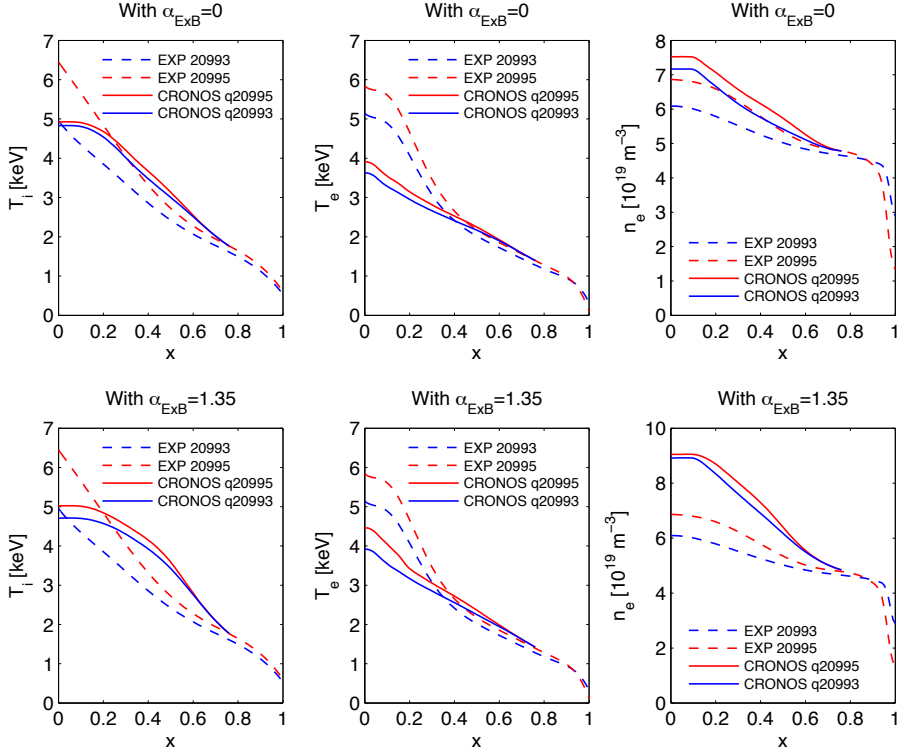 With α_ExB=0
With α_ExB=0
With α_ExB=0
7
6
5
4
3
2
1
0
T_i [keV]
EXP 20993
EXP 20995
CRONOS q20995
CRONOS q20993
0 0.2 0.4 0.6 0.8 1
x
7
6
5
4
3
2
1
0
T_e [keV]
EXP 20993
EXP 20995
CRONOS q20995
CRONOS q20993
0 0.2 0.4 0.6 0.8 1
x
8
7
6
5
4
3
2
1
0
n_e [10^19 m^−3]
EXP 20993
EXP 20995
CRONOS q20995
CRONOS q20993
0 0.2 0.4 0.6 0.8 1
x
With α_ExB=1.35
With α_ExB=1.35
With α_ExB=1.35
7
6
5
4
3
2
1
0
T_i [keV]
EXP 20993
EXP 20995
CRONOS q20995
CRONOS q20993
0 0.2 0.4 0.6 0.8 1
x
7
6
5
4
3
2
1
0
T_e [keV]
EXP 20993
EXP 20995
CRONOS q20995
CRONOS q20993
0 0.2 0.4 0.6 0.8 1
x
10
8
6
4
2
0
n_e [10^19 m^−3]
EXP 20993
EXP 20995
CRONOS q20995
CRONOS q20993
0 0.2 0.4 0.6 0.8 1
x